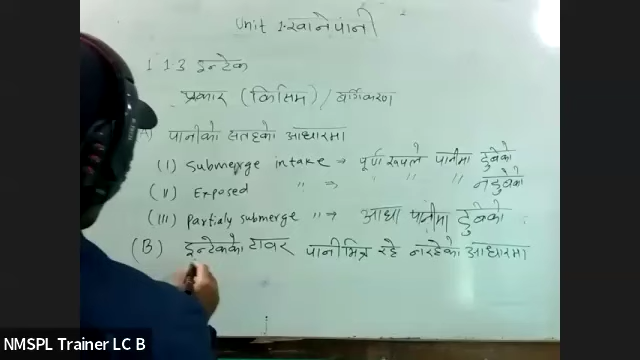 Unit 1. खानेपानी
1.1.3 इन्टेक
प्रकार (किसिम) / वर्गिकरण
A) पानीको सतहको आधारमा
(I) Submerge intake ⇒ पूर्ण रूपले पानीमा डुबेको
(II) Exposed " ⇒ " " " नडुबेको
(III) Partialy submerge " ⇒ आधा पानीमा डुबेको
(B) इन्टेकको टावर पानीभित्र रहे नरहेको आधारमा
NMSPL Trainer LC B